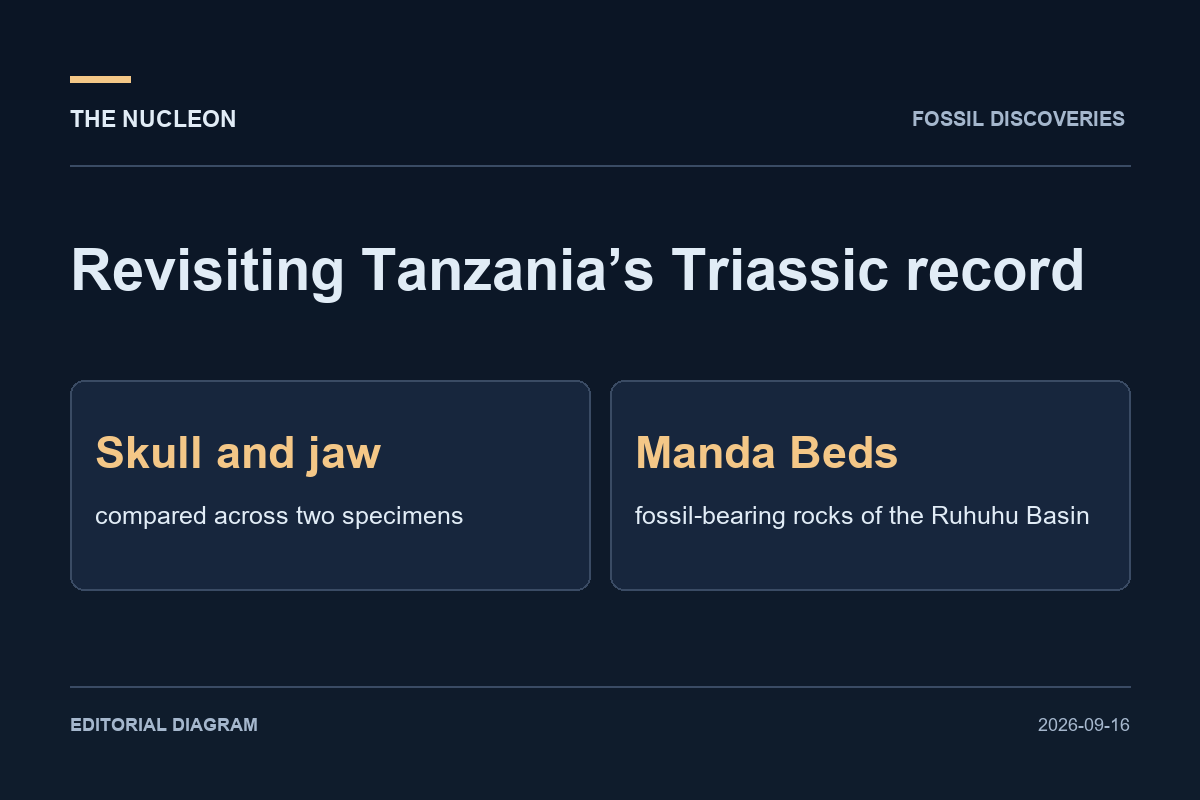 THE NUCLEON
FOSSIL DISCOVERIES
Revisiting Tanzania’s Triassic record
Skull and jaw
compared across two specimens
Manda Beds
fossil-bearing rocks of the Ruhuhu Basin
EDITORIAL DIAGRAM
2026-09-16